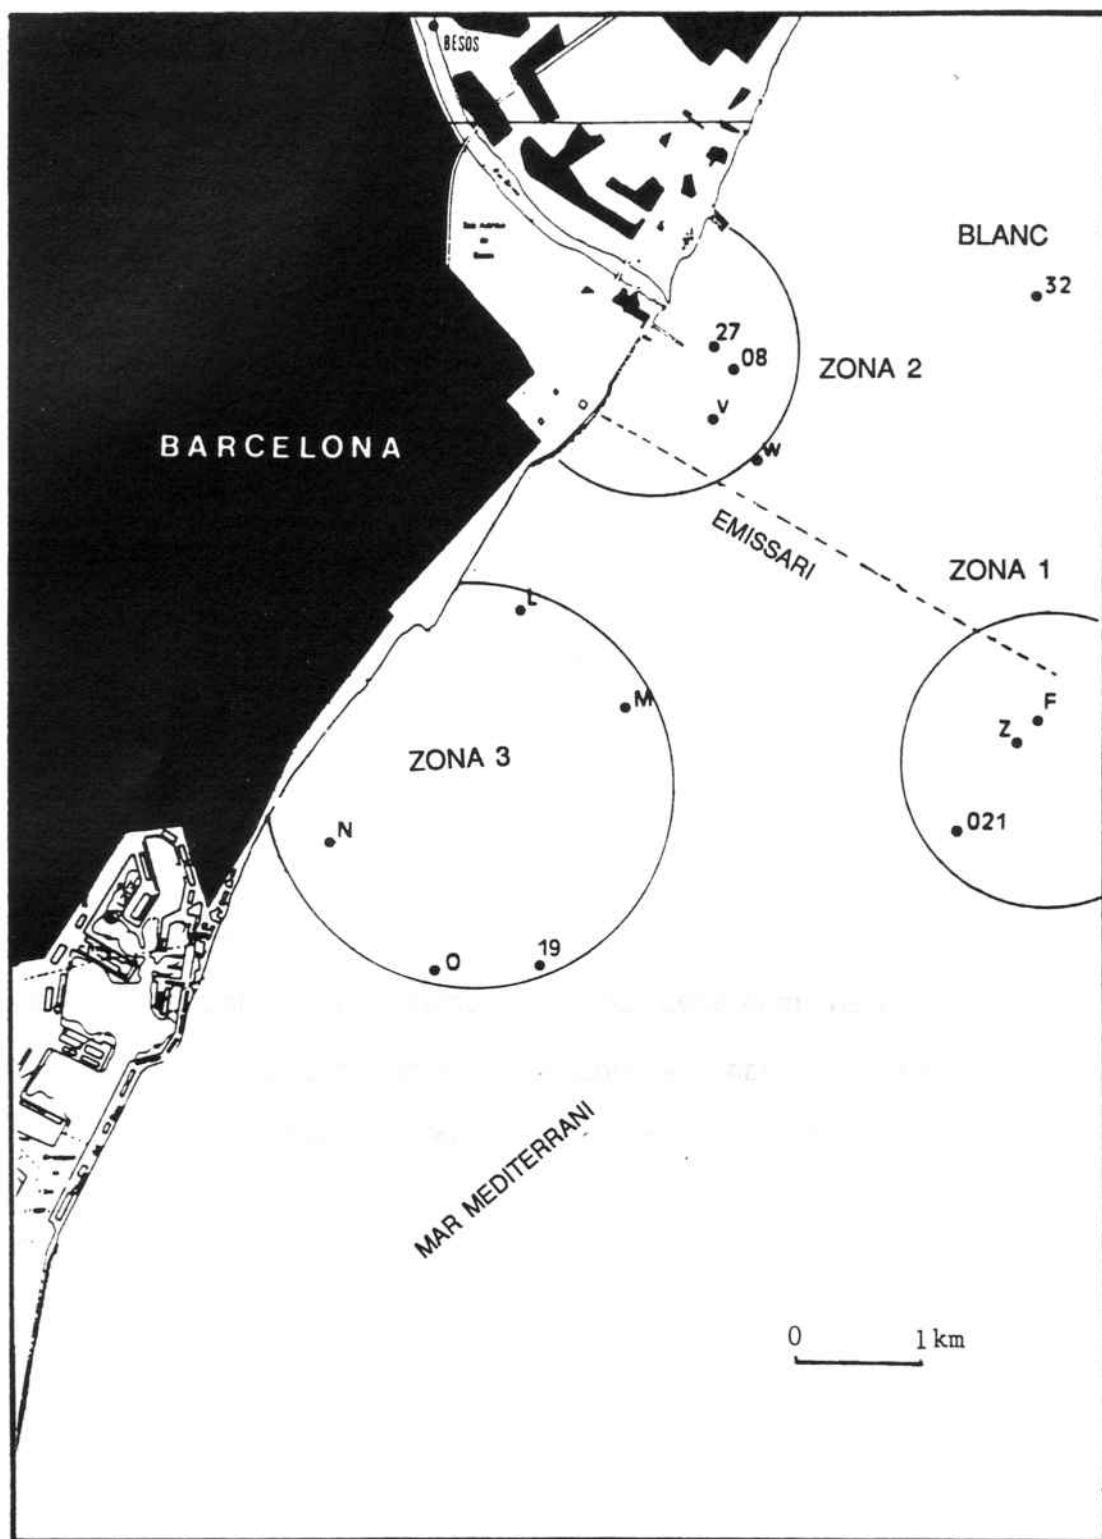 BESOS
BLANC
32
27
08
ZONA 2
V
W
BARCELONA
EMISSARI
ZONA 1
L
M
F
Z
ZONA 3
021
N
O
19
MAR MEDITERRANI
0 1 km